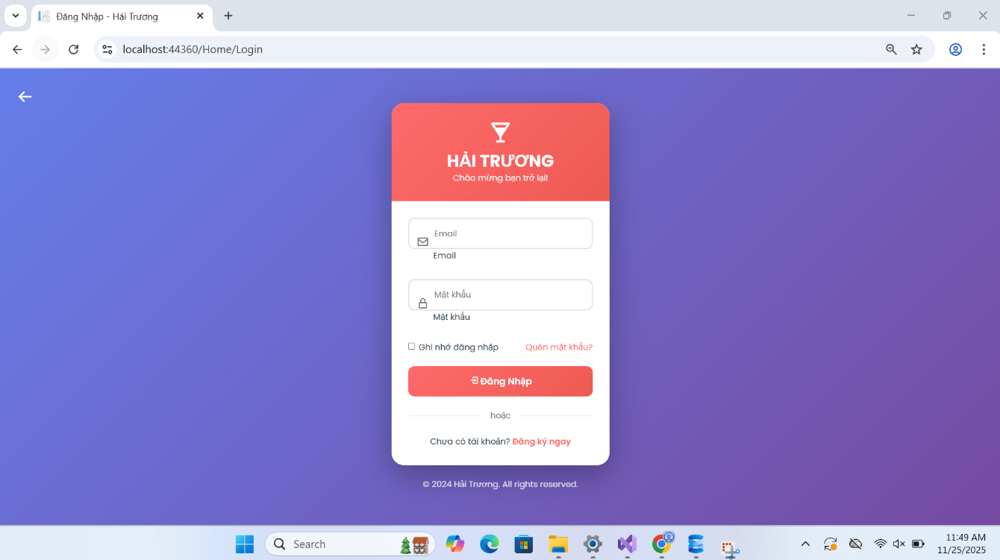 Đăng Nhập - Hải Trương
localhost:44360/Home/Login
HẢI TRƯƠNG
Chào mừng bạn trở lại!
Email
Email
Mật khẩu
Mật khẩu
Ghi nhớ đăng nhập
Quên mật khẩu?
Đăng Nhập
hoặc
Chưa có tài khoản? Đăng ký ngay
© 2024 Hải Trương. All rights reserved.
Search
11:49 AM
11/25/2025